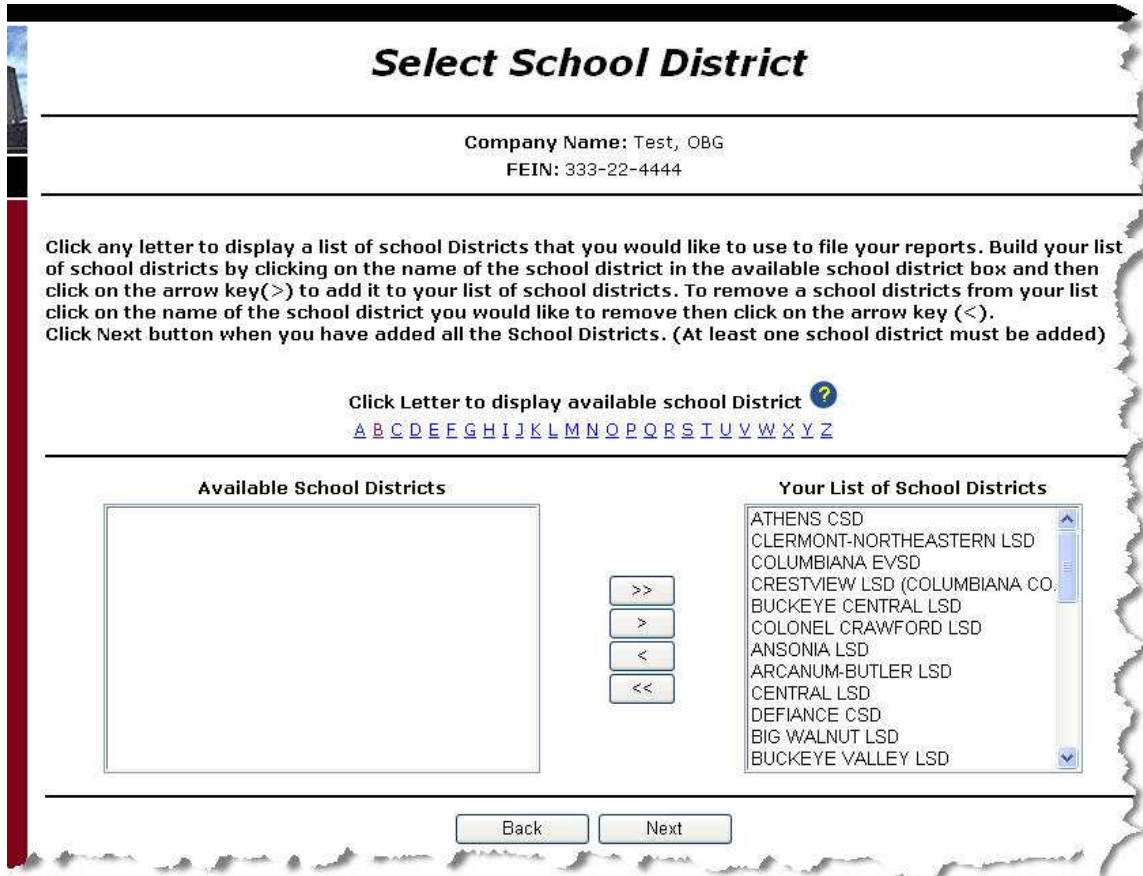 Select School District
Company Name: Test, OBG
FEIN: 333-22-4444
Click any letter to display a list of school Districts that you would like to use to file your reports. Build your list
of school districts by clicking on the name of the school district in the available school district box and then
click on the arrow key(>) to add it to your list of school districts. To remove a school districts from your list
click on the name of the school district you would like to remove then click on the arrow key (<).
Click Next button when you have added all the School Districts. (At least one school district must be added)
Click Letter to display available school District ?
A B C D E F G H I J K L M N O P Q R S T U V W X Y Z
Available School Districts
Your List of School Districts
ATHENS CSD
CLERMONT-NORTHEASTERN LSD
COLUMBIANA EVSD
CRESTVIEW LSD (COLUMBIANA CO.
BUCKEYE CENTRAL LSD
COLONEL CRAWFORD LSD
ANSONIA LSD
ARCANUM-BUTLER LSD
CENTRAL LSD
DEFIANCE CSD
BIG WALNUT LSD
BUCKEYE VALLEY LSD
>>
>
<
<<
Back Next